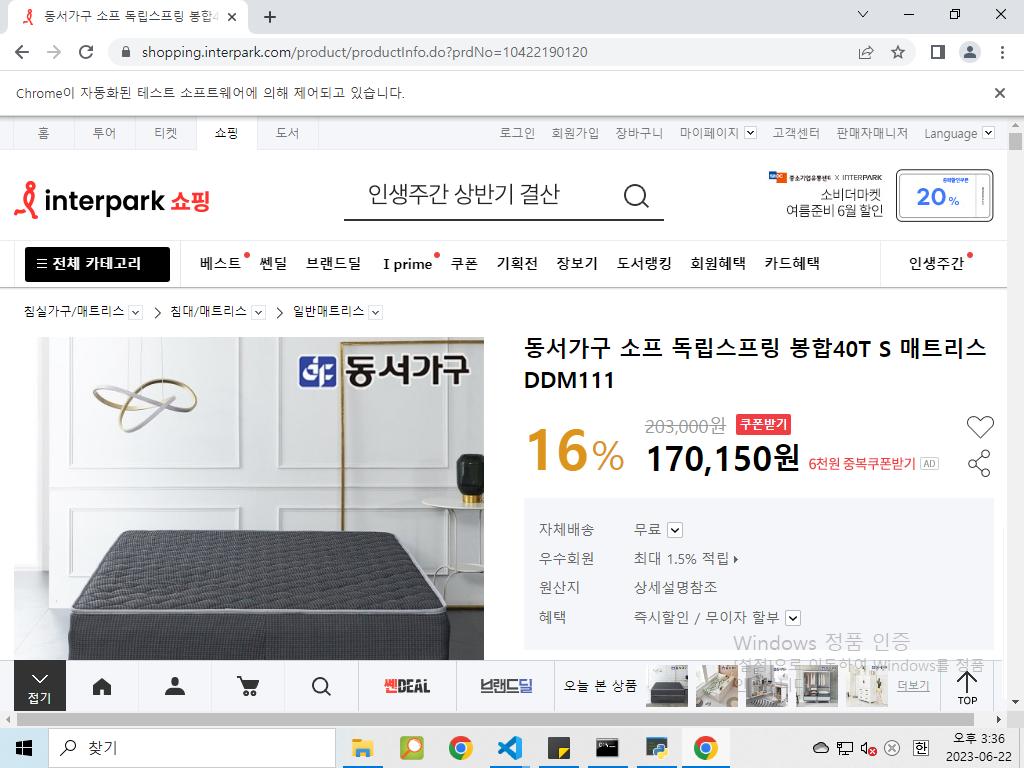 동서가구 소프 독립스프링 봉합4
shopping.interpark.com/product/productInfo.do?prdNo=10422190120
Chrome이 자동화된 테스트 소프트웨어에 의해 제어되고 있습니다.
홈 투어 티켓 쇼핑 도서 로그인 회원가입 장바구니 마이페이지 고객센터 판매자매니저 Language
interpark 쇼핑
인생주간 상반기 결산
중소기업유통센터 X INTERPARK
소비더마켓
여름준비 6월 할인
20%
전체 카테고리 베스트 쎈딜 브랜드딜 I prime 쿠폰 기획전 장보기 도서랭킹 회원혜택 카드혜택 인생주간
침실가구/매트리스 침대/매트리스 일반매트리스
동서가구
동서가구 소프 독립스프링 봉합40T S 매트리스
DDM111
16%
203,000원 쿠폰받기
170,150원 6천원 중복쿠폰받기 AD
자체배송 무료
우수회원 최대 1.5% 적립
원산지 상세설명참조
혜택 즉시할인 / 무이자 할부
Windows 정품 인증
[설정]으로 이동하여 Windows를 정품
접기
쎈DEAL
브랜드딜
오늘 본 상품
더보기
TOP
찾기
한
오후 3:36
2023-06-22